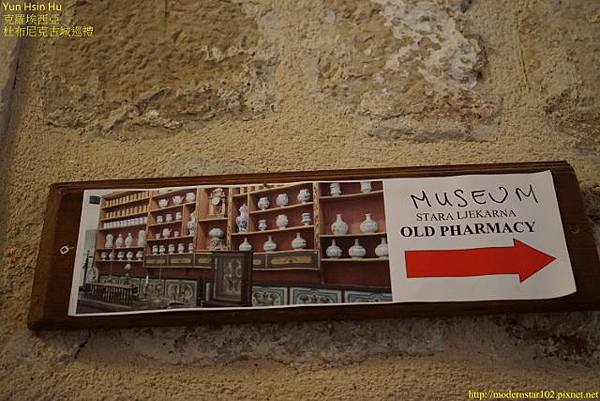 Yun Hsin Hu
克羅埃西亞
杜布尼克古城巡禮
MUSEUM
STARA LJEKARNA
OLD PHARMACY
http://modernstar102.pixnet.net